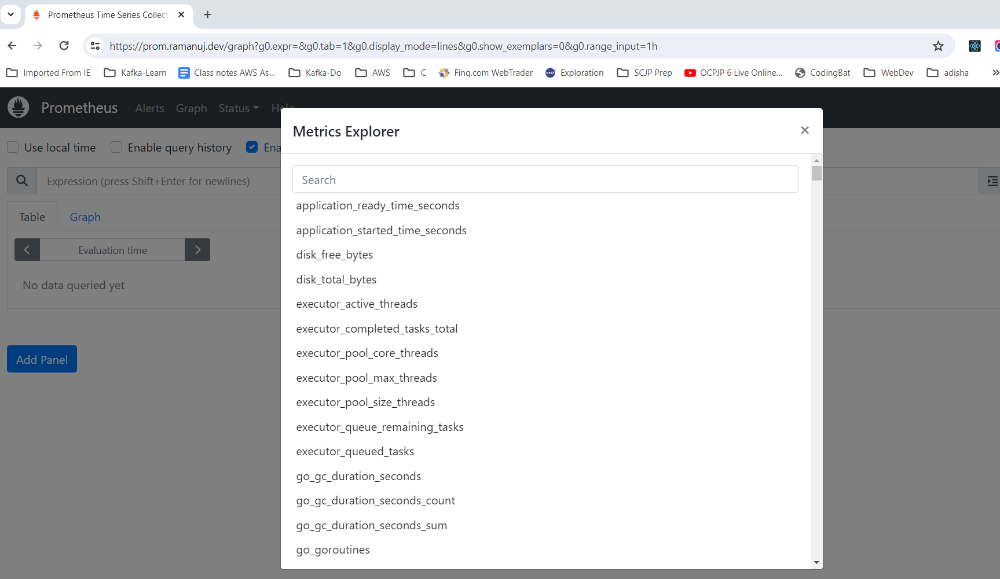 Prometheus Time Series Collect
https://prom.ramanuj.dev/graph?g0.expr=&g0.tab=1&g0.display_mode=lines&g0.show_exemplars=0&g0.range_input=1h
Imported From IE Kafka-Learn Class notes AWS As... Kafka-Do AWS C Finq.com WebTrader Exploration SCJP Prep OCPJP 6 Live Online... CodingBat WebDev adisha
Prometheus Alerts Graph Status Help
Metrics Explorer
Use local time Enable query history Ena
Search
Expression (press Shift+Enter for newlines)
application_ready_time_seconds
Table Graph
application_started_time_seconds
Evaluation time
disk_free_bytes
disk_total_bytes
No data queried yet
executor_active_threads
executor_completed_tasks_total
executor_pool_core_threads
Add Panel
executor_pool_max_threads
executor_pool_size_threads
executor_queue_remaining_tasks
executor_queued_tasks
go_gc_duration_seconds
go_gc_duration_seconds_count
go_gc_duration_seconds_sum
go_goroutines